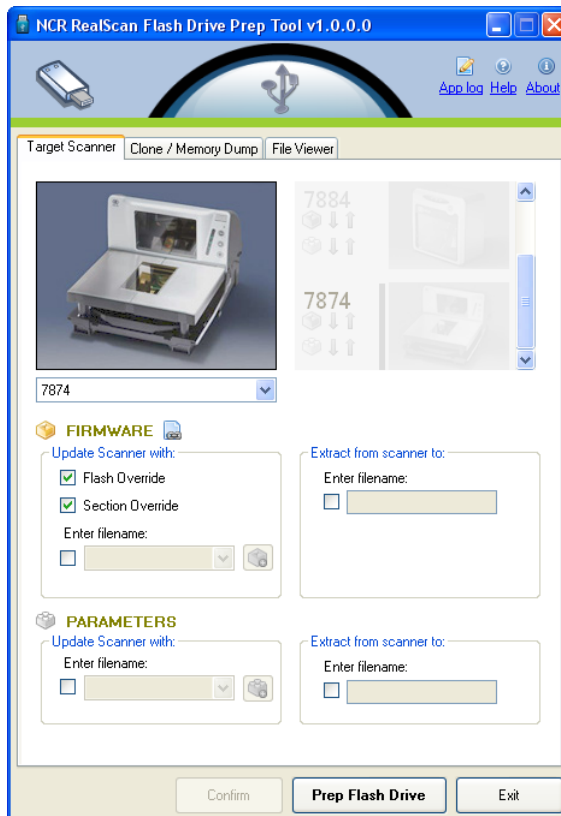 NCR RealScan Flash Drive Prep Tool v1.0.0.0
App log Help About
Target Scanner Clone / Memory Dump File Viewer
7884
7874
7874
FIRMWARE
Update Scanner with: Extract from scanner to:
Flash Override Enter filename:
Section Override
Enter filename:
PARAMETERS
Update Scanner with: Extract from scanner to:
Enter filename: Enter filename:
Confirm Prep Flash Drive Exit